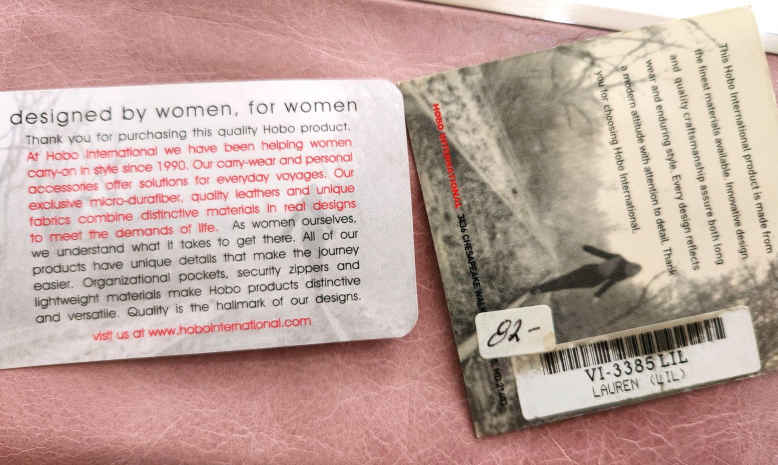 designed by women, for women
Thank you for purchasing this quality Hobo product.
At Hobo International we have been helping women
carry-on in style since 1990. Our carry-wear and personal
accessories offer solutions for everyday voyages. Our
exclusive micro-durafiber, quality leathers and unique
fabrics combine distinctive materials in real designs
to meet the demands of life. As women ourselves,
we understand what it takes to get there. All of our
products have unique details that make the journey
easier. Organizational pockets, security zippers and
lightweight materials make Hobo products distinctive
and versatile. Quality is the hallmark of our designs.
visit us at www.hobointernational.com
This Hobo International product is made from
the finest materials available. Innovative design
and quality craftsmanship assure both long
wear and enduring style. Every design reflects
a modern attitude with attention to detail. Thank
you for choosing Hobo International.
HOBO INTERNATIONAL CHESAPEAKE
82-
VI-3385 LIL
LAUREN (LIL)